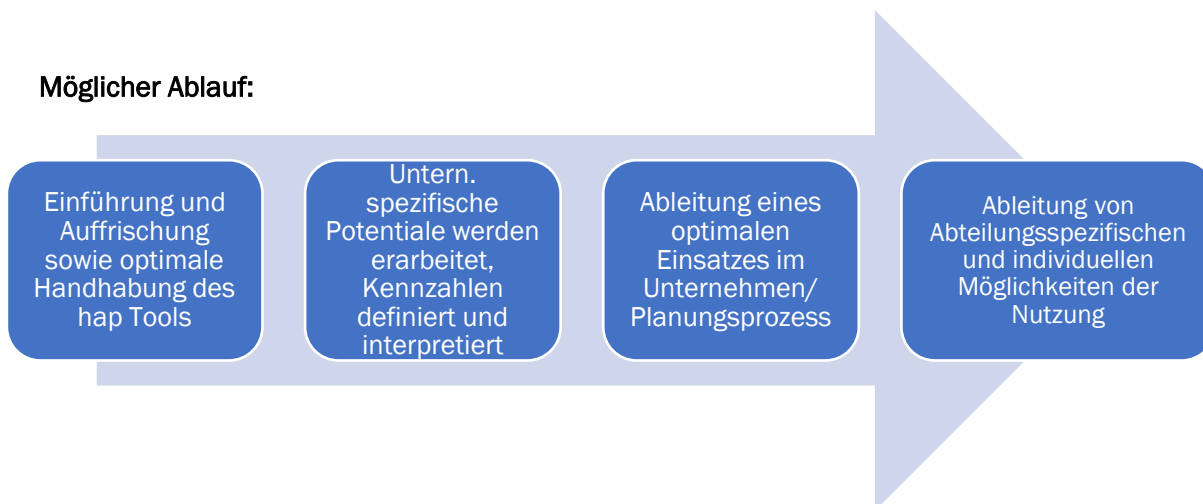 Möglicher Ablauf:
Einführung und
Auffrischung
sowie optimale
Handhabung des
hap Tools
Untern.
spezifische
Potentiale werden
erarbeitet,
Kennzahlen
definiert und
interpretiert
Ableitung eines
optimalen
Einsatzes im
Unternehmen/
Planungsprozess
Ableitung von
Abteilungsspezifischen
und individuellen
Möglichkeiten der
Nutzung